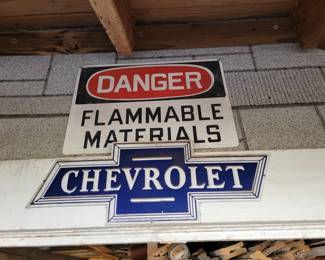 DANGER
FLAMMABLE
MATERIALS
CHEVROLET